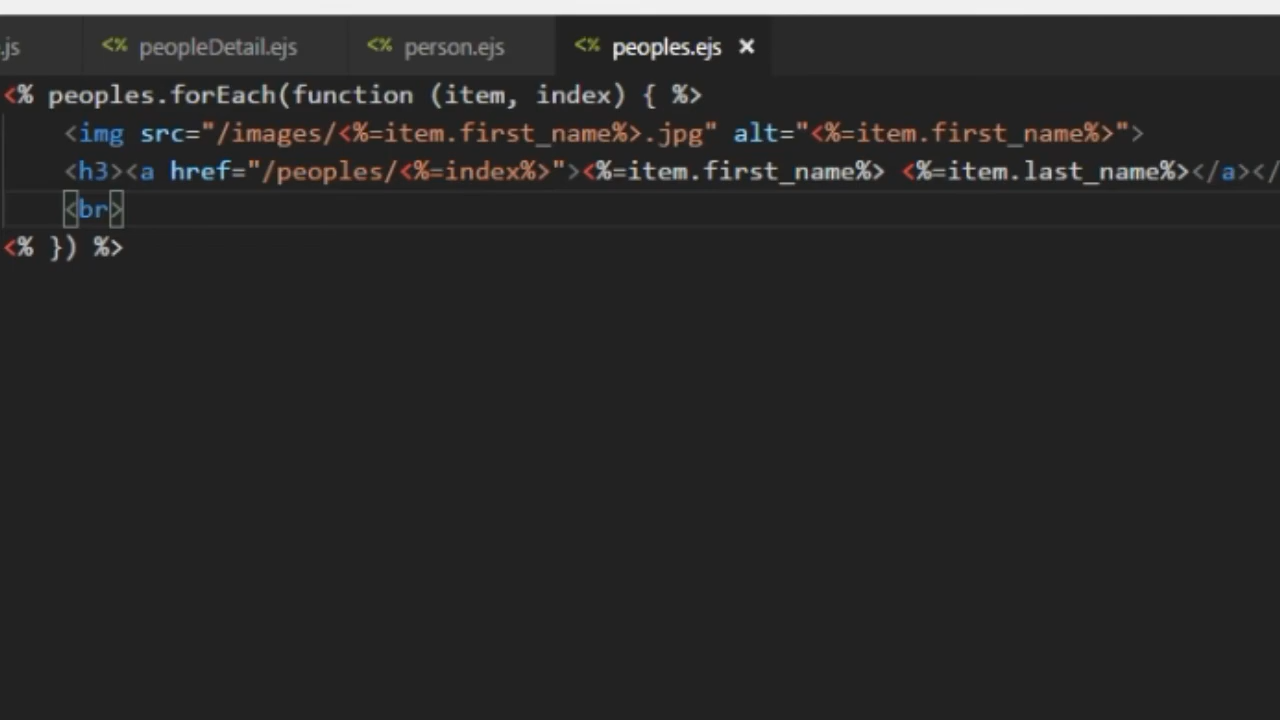 .js <% peopleDetail.ejs <% person.ejs <% peoples.ejs ×
<% peoples.forEach(function (item, index) { %>
<img src="/images/<%=item.first_name%>.jpg" alt="<%=item.first_name%>">
<h3><a href="/peoples/<%=index%>"><%=item.first_name%> <%=item.last_name%></a></
<br>
<% }) %>